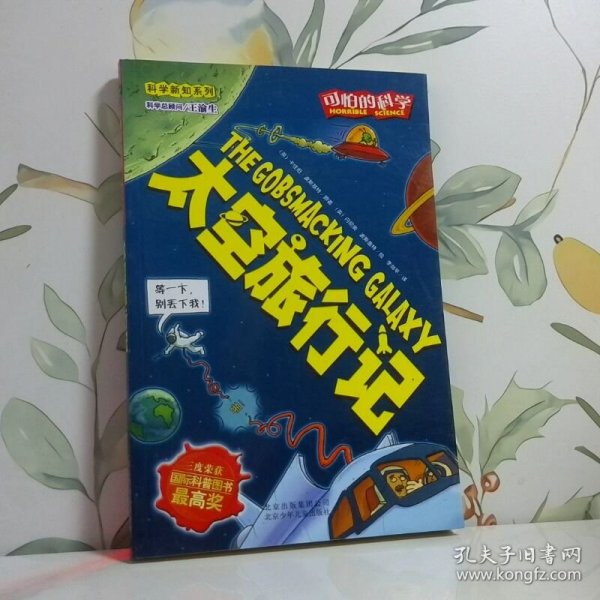 科学新知系列
科学总顾问/王渝生
可怕的科学
HORRIBLE SCIENCE
THE GOBSMACKING GALAXY
太空旅行记
等一下,
别丢下我!
三度荣获
国际科普图书
最高奖
北京出版集团公司
北京少年儿童出版社
孔夫子旧书网
www.kongfz.com